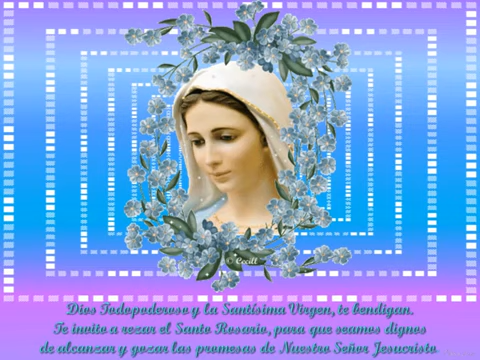 © Cecill
Dios Todopoderoso y la Santísima Virgen, te bendigan.
Te invito a rezar el Santo Rosario, para que seamos dignos
de alcanzar y gozar las promesas de Nuestro Señor Jesucristo